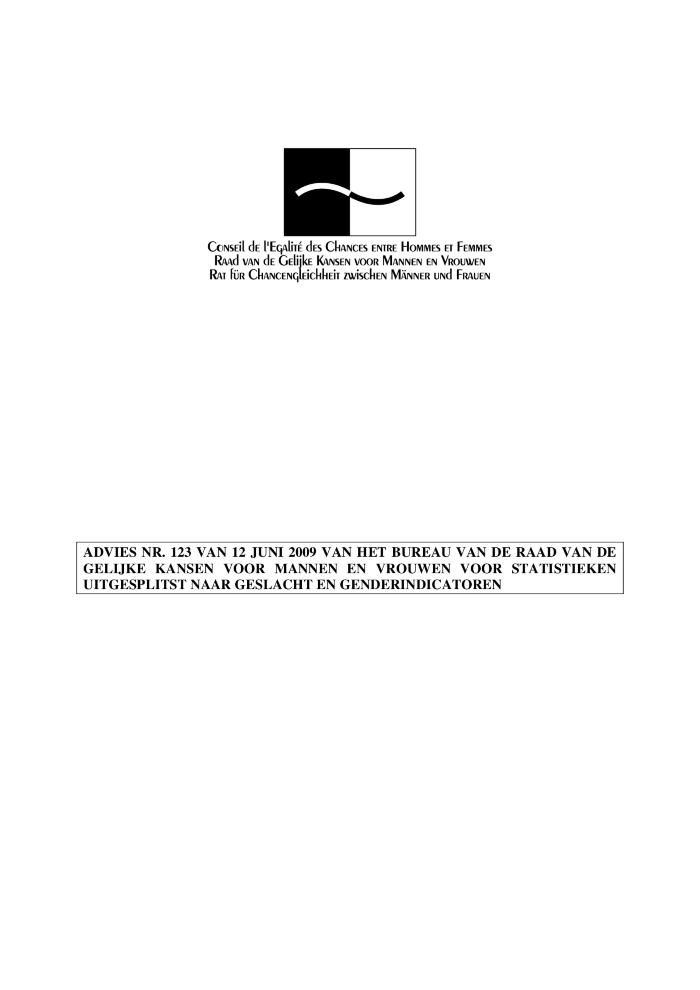 Conseil de l'Egalité des Chances entre Hommes et Femmes
Raad van de Gelijke Kansen voor Mannen en Vrouwen
Rat für Chancengleichheit zwischen Männer und Frauen
ADVIES NR. 123 VAN 12 JUNI 2009 VAN HET BUREAU VAN DE RAAD VAN DE
GELIJKE KANSEN VOOR MANNEN EN VROUWEN VOOR STATISTIEKEN
UITGESPLITST NAAR GESLACHT EN GENDERINDICATOREN